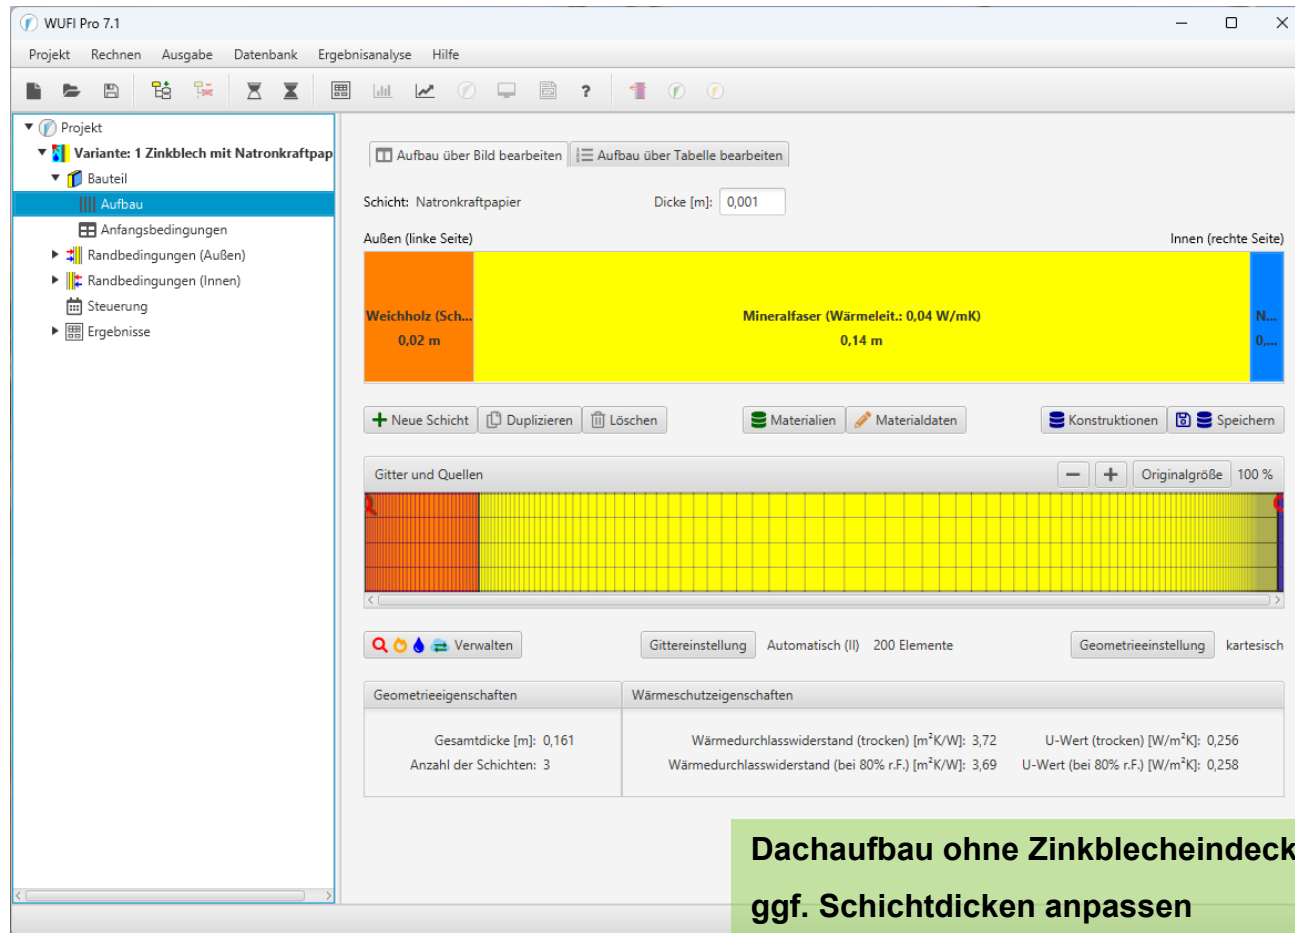 WUFI Pro 7.1
Projekt Rechnen Ausgabe Datenbank Ergebnisanalyse Hilfe
?
Projekt
Variante: 1 Zinkblech mit Natronkraftpap
Bauteil
Aufbau
Anfangsbedingungen
Randbedingungen (Außen)
Randbedingungen (Innen)
Steuerung
Ergebnisse
Aufbau über Bild bearbeiten Aufbau über Tabelle bearbeiten
Schicht: Natronkraftpapier Dicke [m]: 0,001
Außen (linke Seite) Innen (rechte Seite)
Weichholz (Sch... Mineralfaser (Wärmeleit.: 0,04 W/mK) N...
0,02 m 0,14 m 0,...
Neue Schicht Duplizieren Löschen Materialien Materialdaten Konstruktionen Speichern
Gitter und Quellen Originalgröße 100 %
Verwalten Gittereinstellung Automatisch (II) 200 Elemente Geometrieeinstellung kartesisch
Geometrieeigenschaften Wärmeschutzeigenschaften
Gesamtdicke [m]: 0,161 Wärmedurchlasswiderstand (trocken) [m²K/W]: 3,72 U-Wert (trocken) [W/m²K]: 0,256
Anzahl der Schichten: 3 Wärmedurchlasswiderstand (bei 80% r.F.) [m²K/W]: 3,69 U-Wert (bei 80% r.F.) [W/m²K]: 0,258
Dachaufbau ohne Zinkblecheindeck
ggf. Schichtdicken anpassen